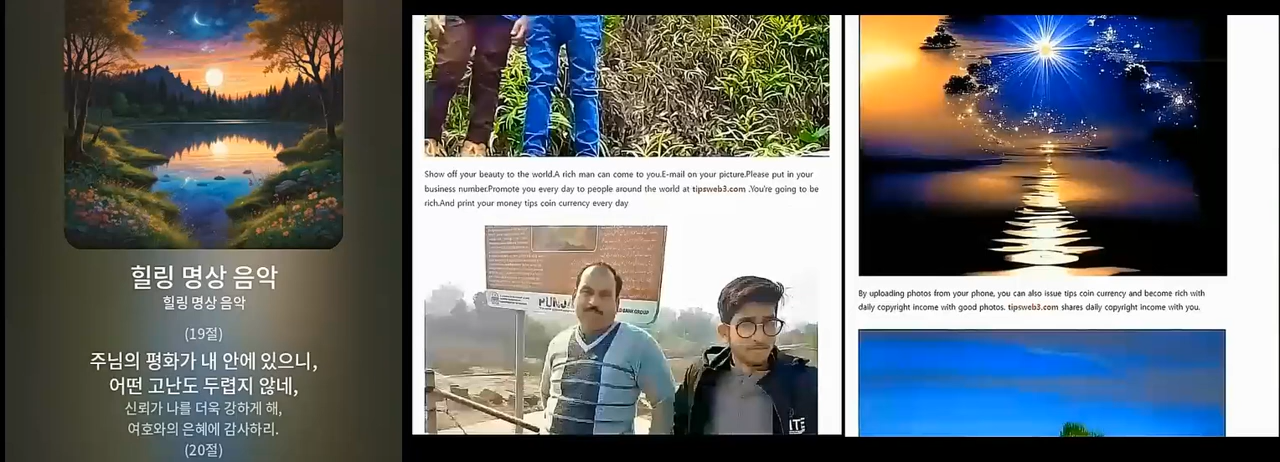 힐링 명상 음악
힐링 명상 음악
(19절)
주님의 평화가 내 안에 있으니,
어떤 고난도 두렵지 않네,
신뢰가 나를 더욱 강하게 해,
여호와의 은혜에 감사하리.
(20절)
Show off your beauty to the world.A rich man can come to you.E-mail on your picture.Please put in your
business number.Promote you every day to people around the world at tipsweb3.com .You're going to be
rich.And print your money tips coin currency every day
PUNJA
D BANK GROUP
ITE
By uploading photos from your phone, you can also issue tips coin currency and become rich with
daily copyright income with good photos. tipsweb3.com shares daily copyright income with you.